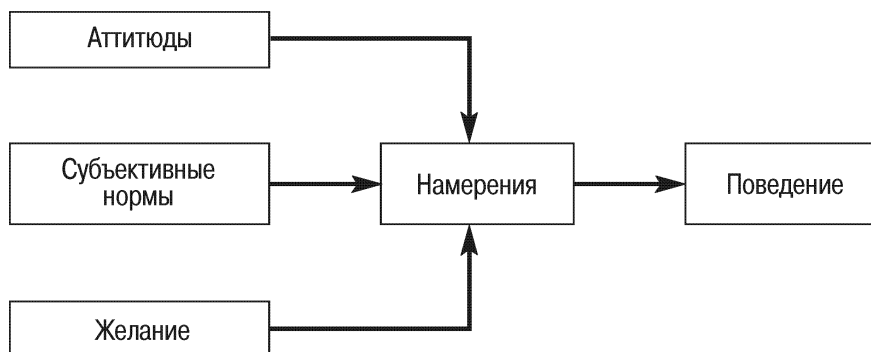 Аттитюды
Субъективные
нормы
Намерения
Поведение
Желание